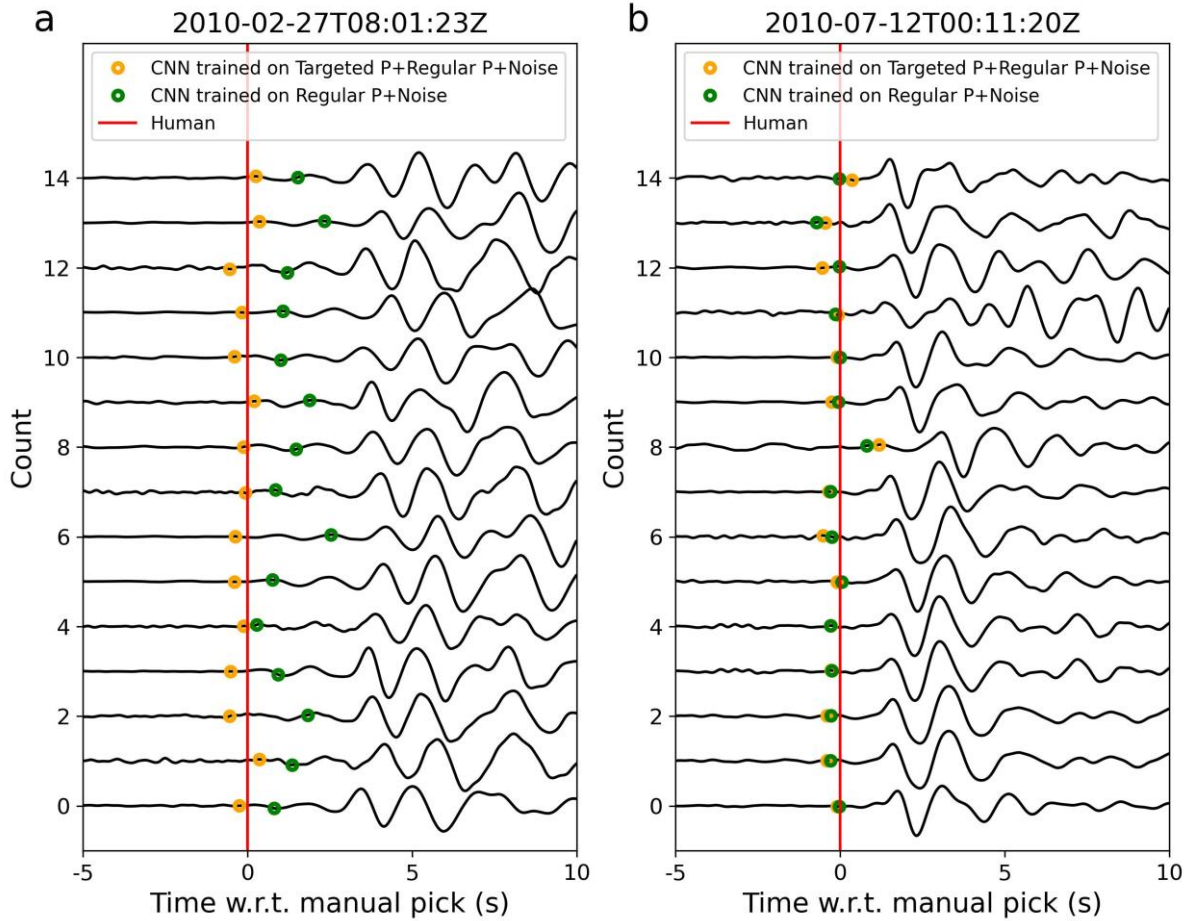 a
2010-02-27T08:01:23Z
CNN trained on Targeted P+Regular P+Noise
CNN trained on Regular P+Noise
Human
14
12
10
8
6
4
2
0
Count
-5
0
5
10
Time w.r.t. manual pick (s)
b
2010-07-12T00:11:20Z
CNN trained on Targeted P+Regular P+Noise
CNN trained on Regular P+Noise
Human
14
12
10
8
6
4
2
0
Count
-5
0
5
10
Time w.r.t. manual pick (s)